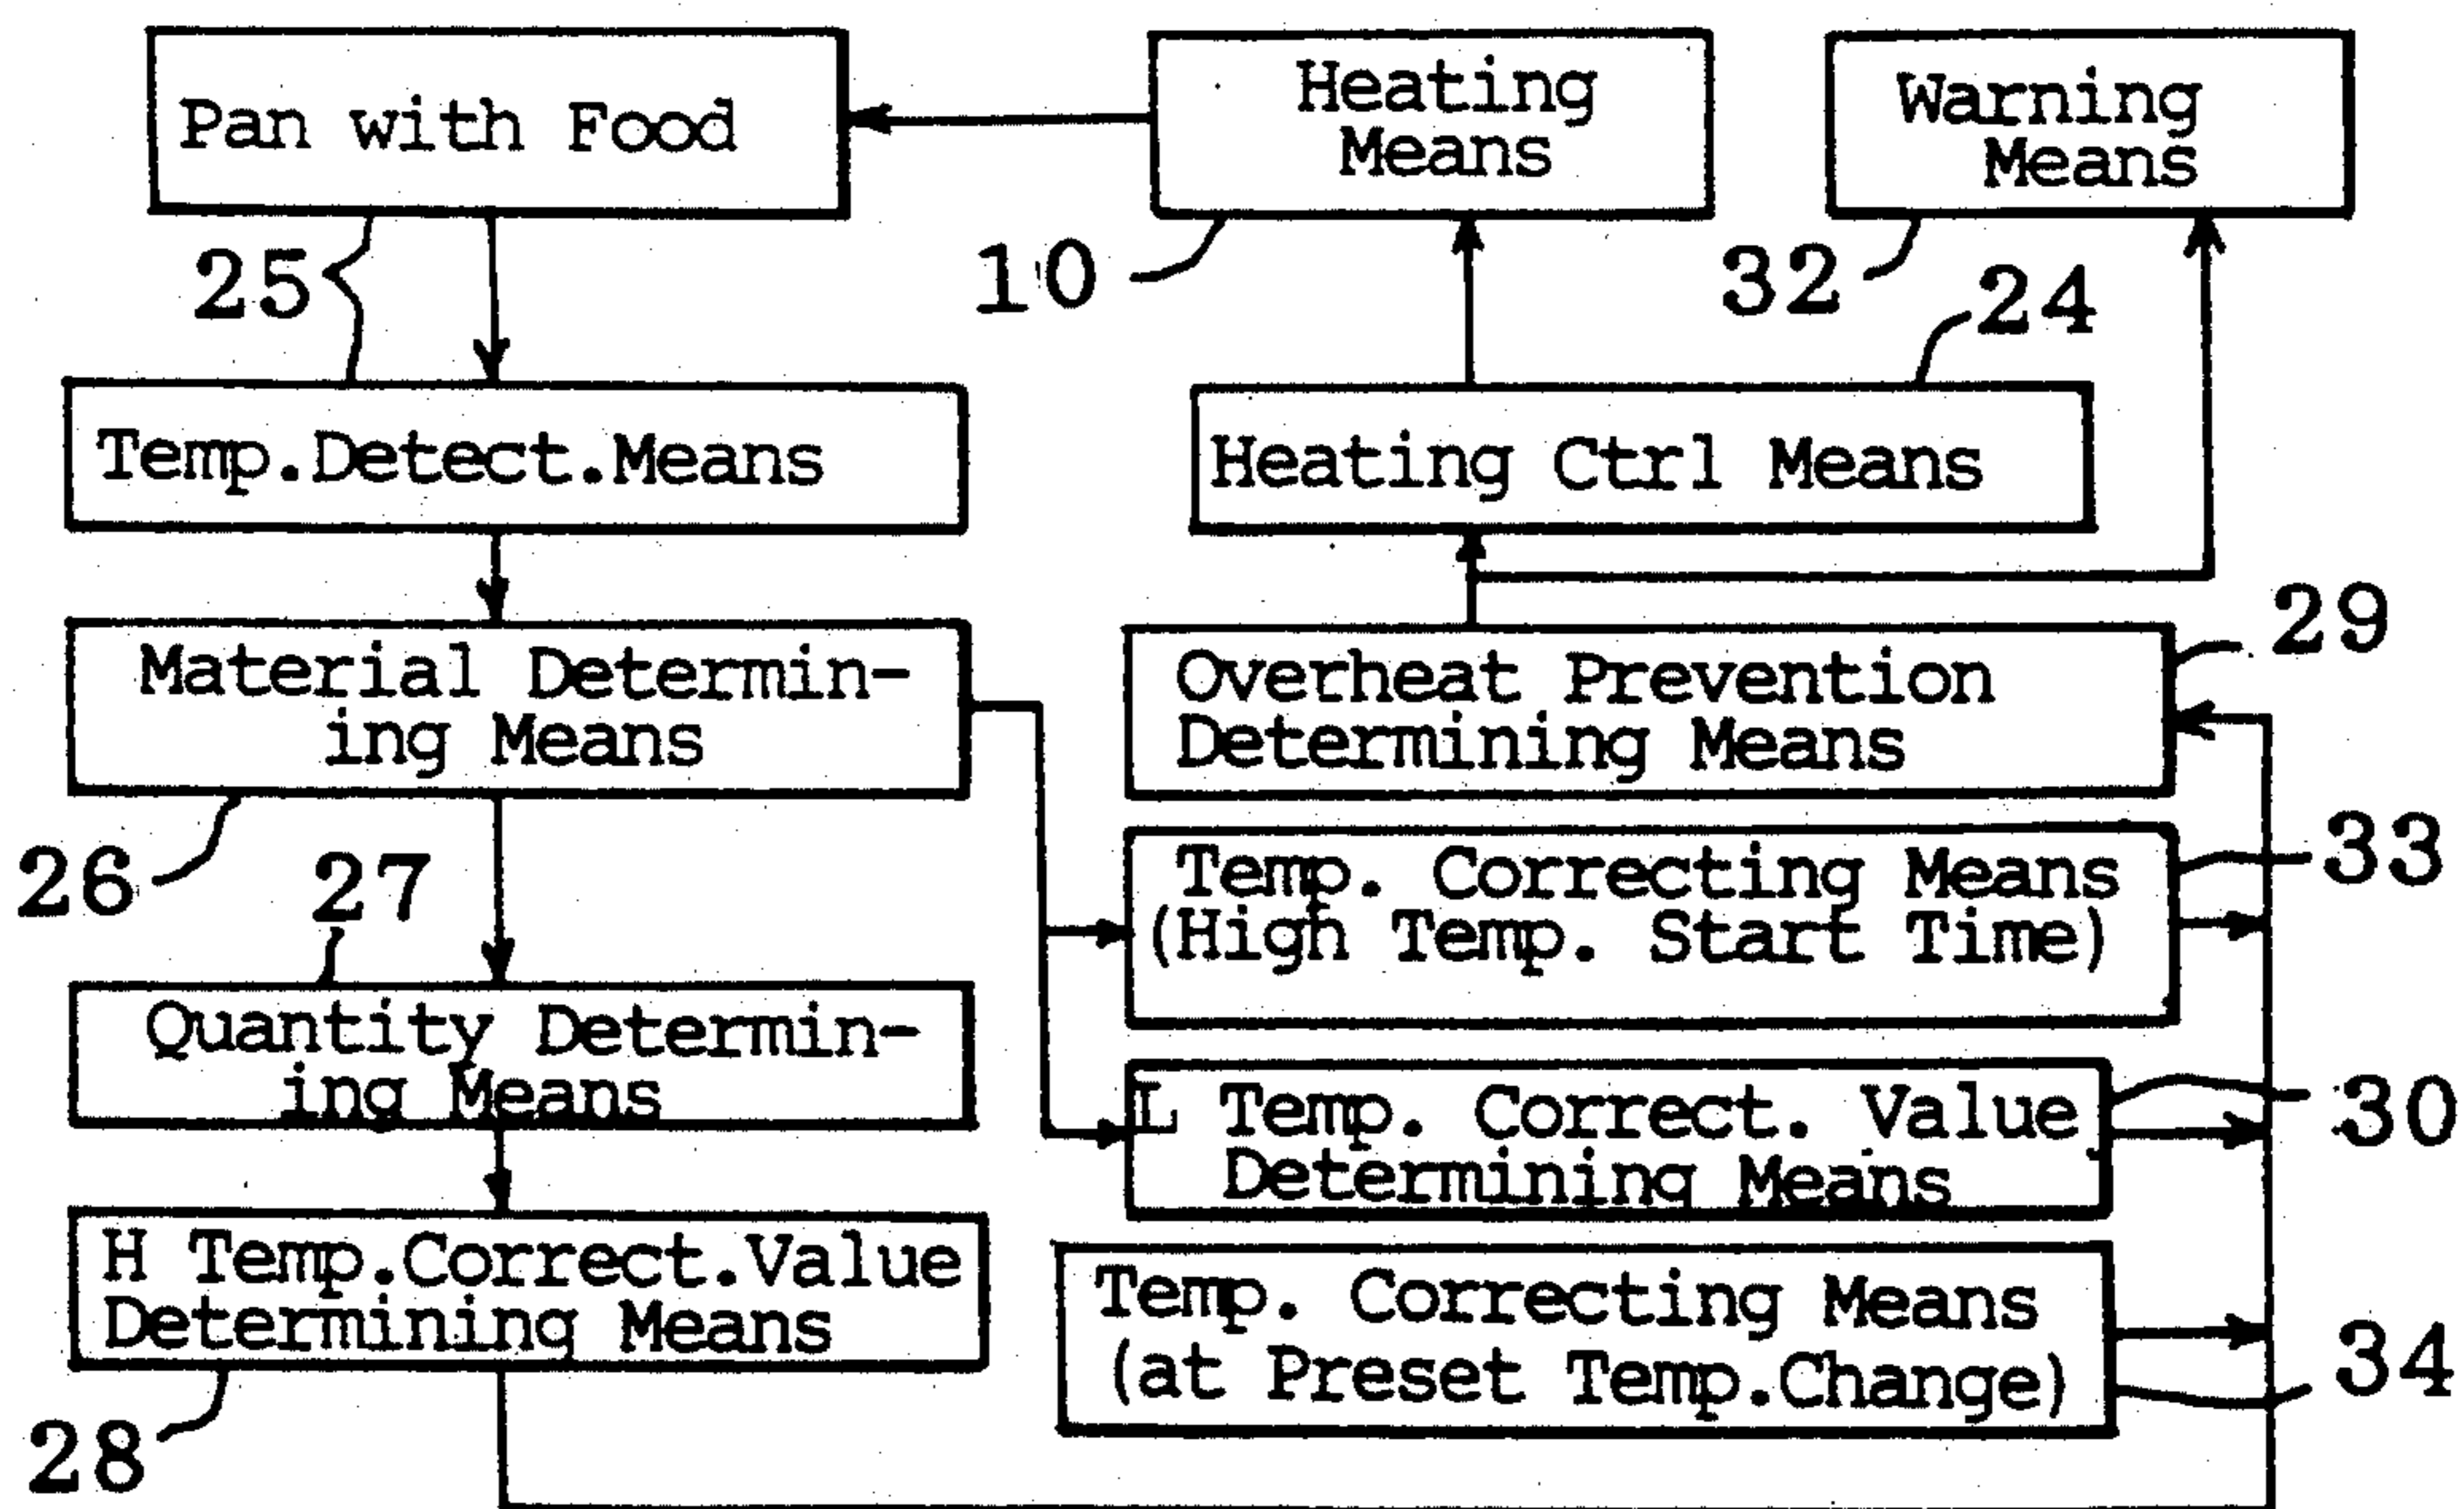 Pan with Food
Heating
Means
Warning
Means
25
10
32
24
Temp.Detect.Means
Heating Ctrl Means
Material Determin-
ing Means
Overheat Prevention
Determining Means
29
26
27
Temp. Correcting Means
(High Temp. Start Time)
33
Quantity Determin-
ing Means
L Temp. Correct. Value
Determining Means
30
H Temp.Correct.Value
Determining Means
Temp. Correcting Means
(at Preset Temp.Change)
34
28